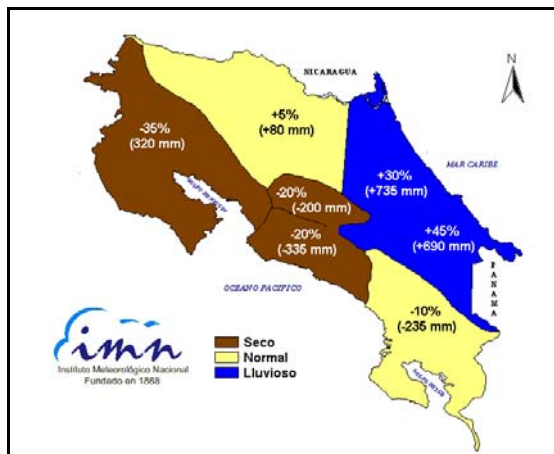 NICARAGUA
N
-35%
(320 mm)
+5%
(+80 mm)
MAR CARIBE
+30%
(+735 mm)
-20%
(-200 mm)
-20%
(-335 mm)
+45%
(+690 mm)
OCEANO PACIFICO
PANAMA
-10%
(-235 mm)
imn
Instituto Meteorológico Nacional
Fundado en 1888
Seco
Normal
Lluvioso